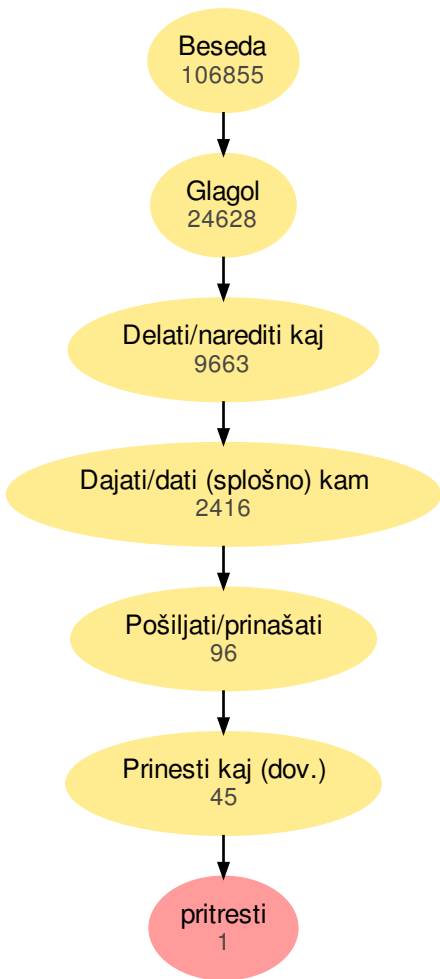 Beseda
106855
Glagol
24628
Delati/narediti kaj
9663
Dajati/dati (splošno) kam
2416
Pošiljati/prinašati
96
Prinesti kaj (dov.)
45
pritresti
1